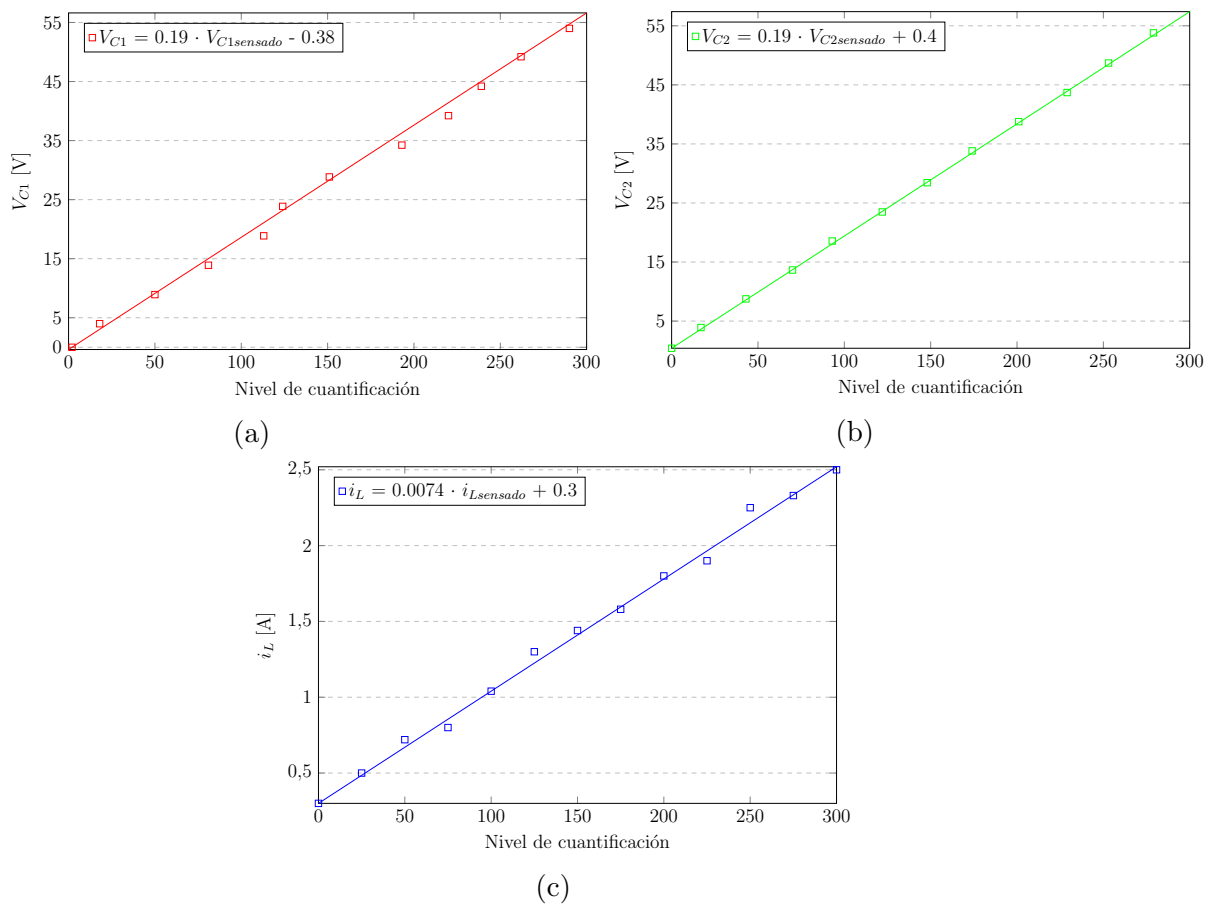 V_{C1} = 0.19 · V_{C1sensado} - 0.38
V_{C1} [V]
55
45
35
25
15
5
0
0 50 100 150 200 250 300
Nivel de cuantificación
(a)
V_{C2} = 0.19 · V_{C2sensado} + 0.4
V_{C2} [V]
55
45
35
25
15
5
0 50 100 150 200 250 300
Nivel de cuantificación
(b)
i_L = 0.0074 · i_{Lsensado} + 0.3
i_L [A]
2,5
2
1,5
1
0,5
0 50 100 150 200 250 300
Nivel de cuantificación
(c)